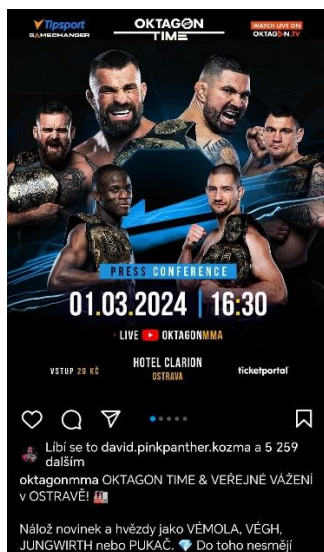 Tipsport
GAMECHANGER
OKTAGON
TIME
WATCH LIVE ON
OKTAGON.TV
PRESS CONFERENCE
01.03.2024 | 16:30
LIVE OKTAGONMMA
VSTUP 20 KČ
HOTEL CLARION
OSTRAVA
ticketportal
Líbí se to david.pinkpanther.kozma a 5 259
dalším
oktagonmma OKTAGON TIME & VEŘEJNÉ VÁŽENÍ
v OSTRAVĚ! 🏭
Nálož novinek a hvězdy jako VÉMOLA, VÉGH,
JUNGWIRTH nebo PUKAČ. 💎 Do toho nesmějí